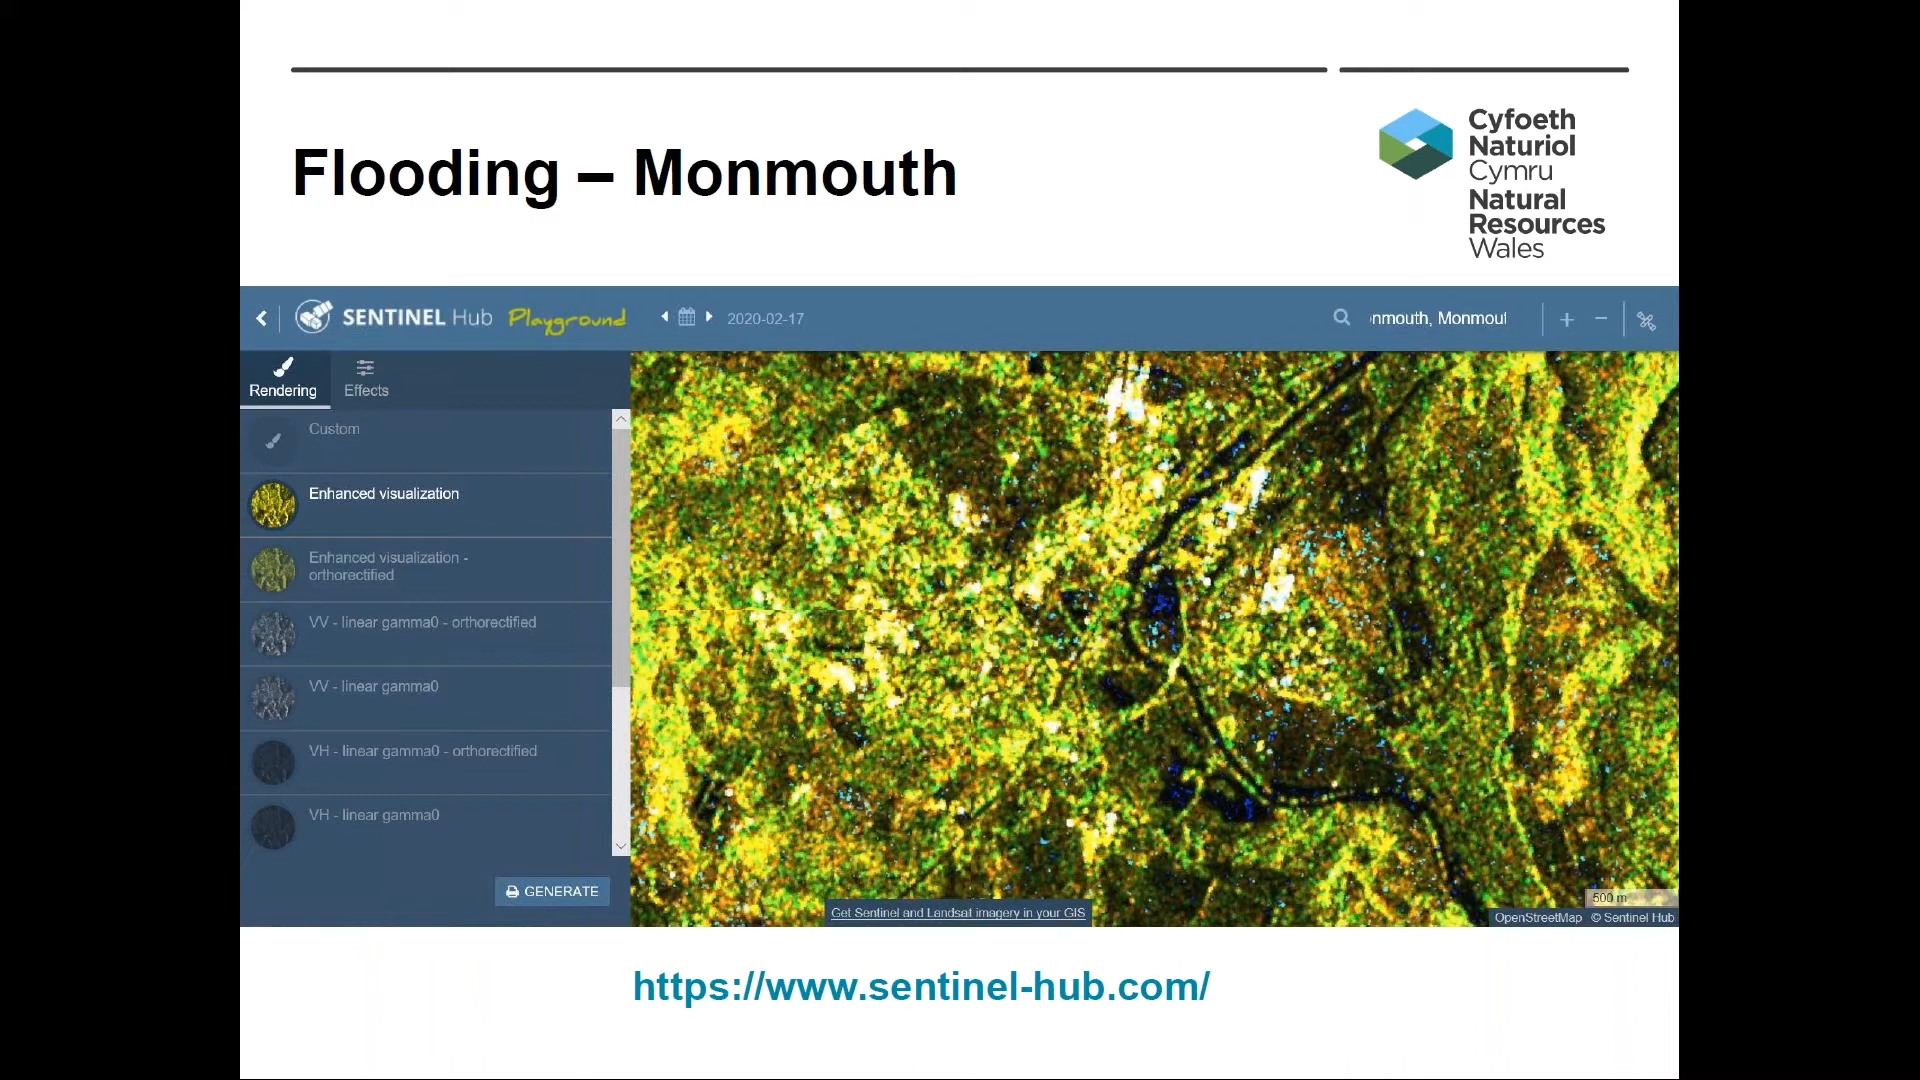 Flooding – Monmouth
Cyfoeth
Naturiol
Cymru
Natural
Resources
Wales
SENTINEL Hub Playground
2020-02-17
nmouth, Monmout
Rendering
Effects
Custom
Enhanced visualization
Enhanced visualization -
orthorectified
VV - linear gamma0 - orthorectified
VV - linear gamma0
VH - linear gamma0 - orthorectified
VH - linear gamma0
GENERATE
Get Sentinel and Landsat imagery in your GIS
500 m
OpenStreetMap © Sentinel Hub
https://www.sentinel-hub.com/